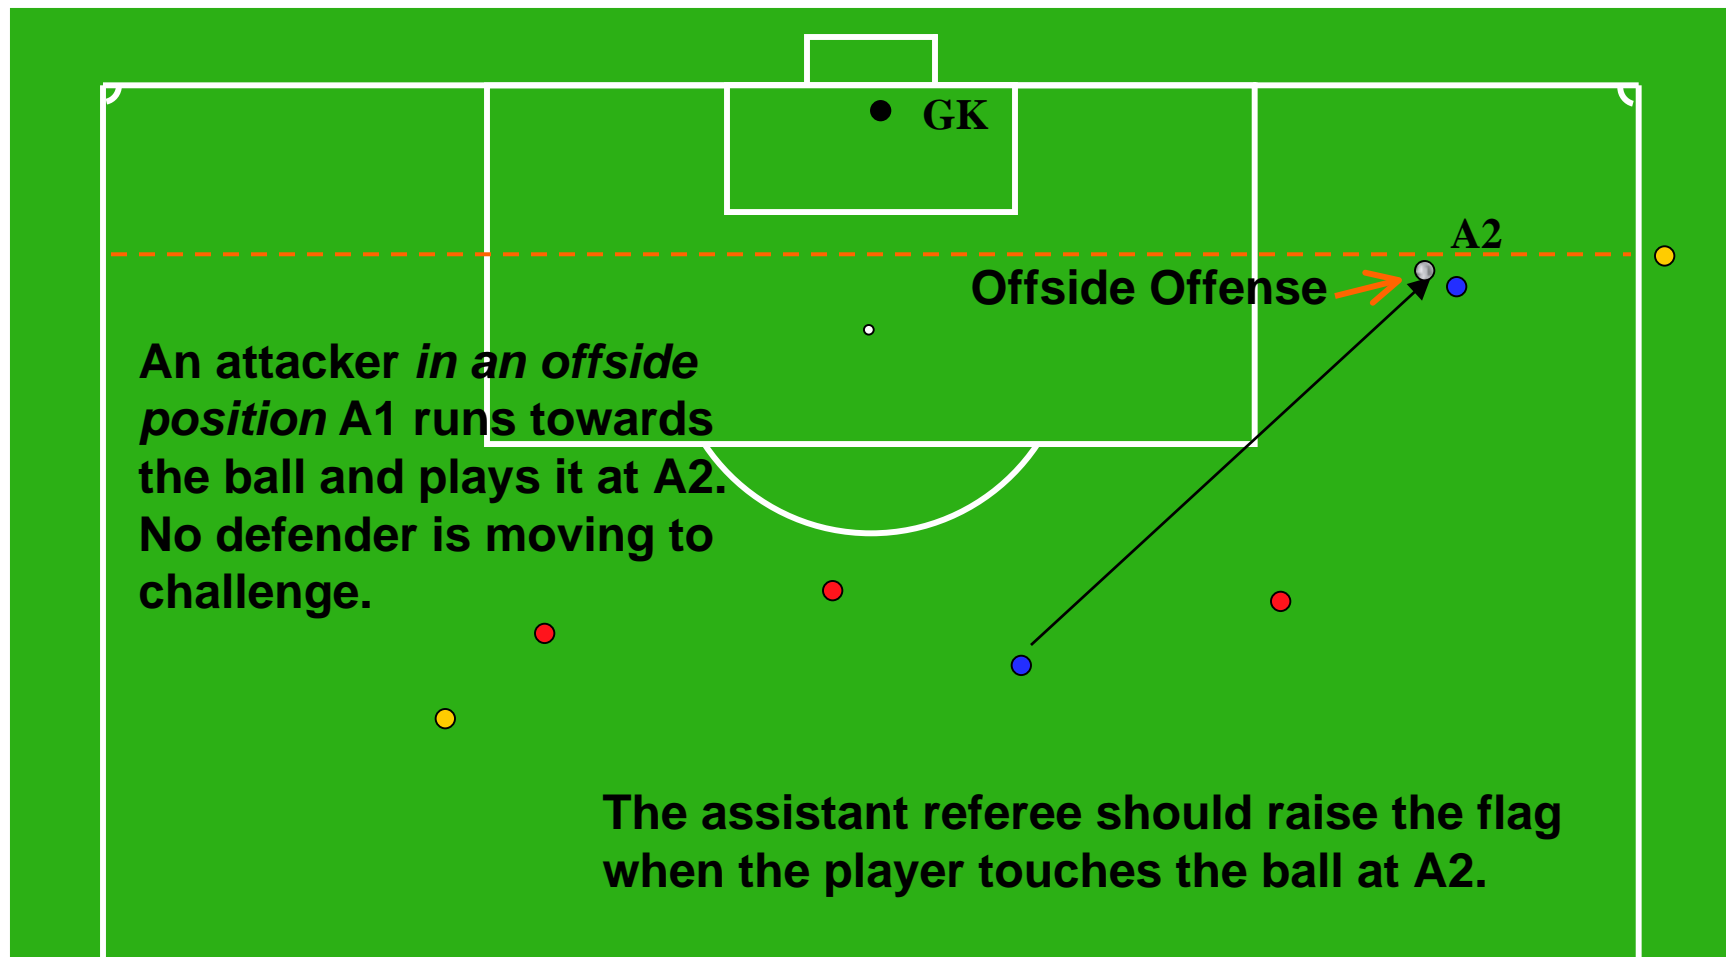 GK
A2
Offside Offense
An attacker in an offside
position A1 runs towards
the ball and plays it at A2.
No defender is moving to
challenge.
The assistant referee should raise the flag
when the player touches the ball at A2.